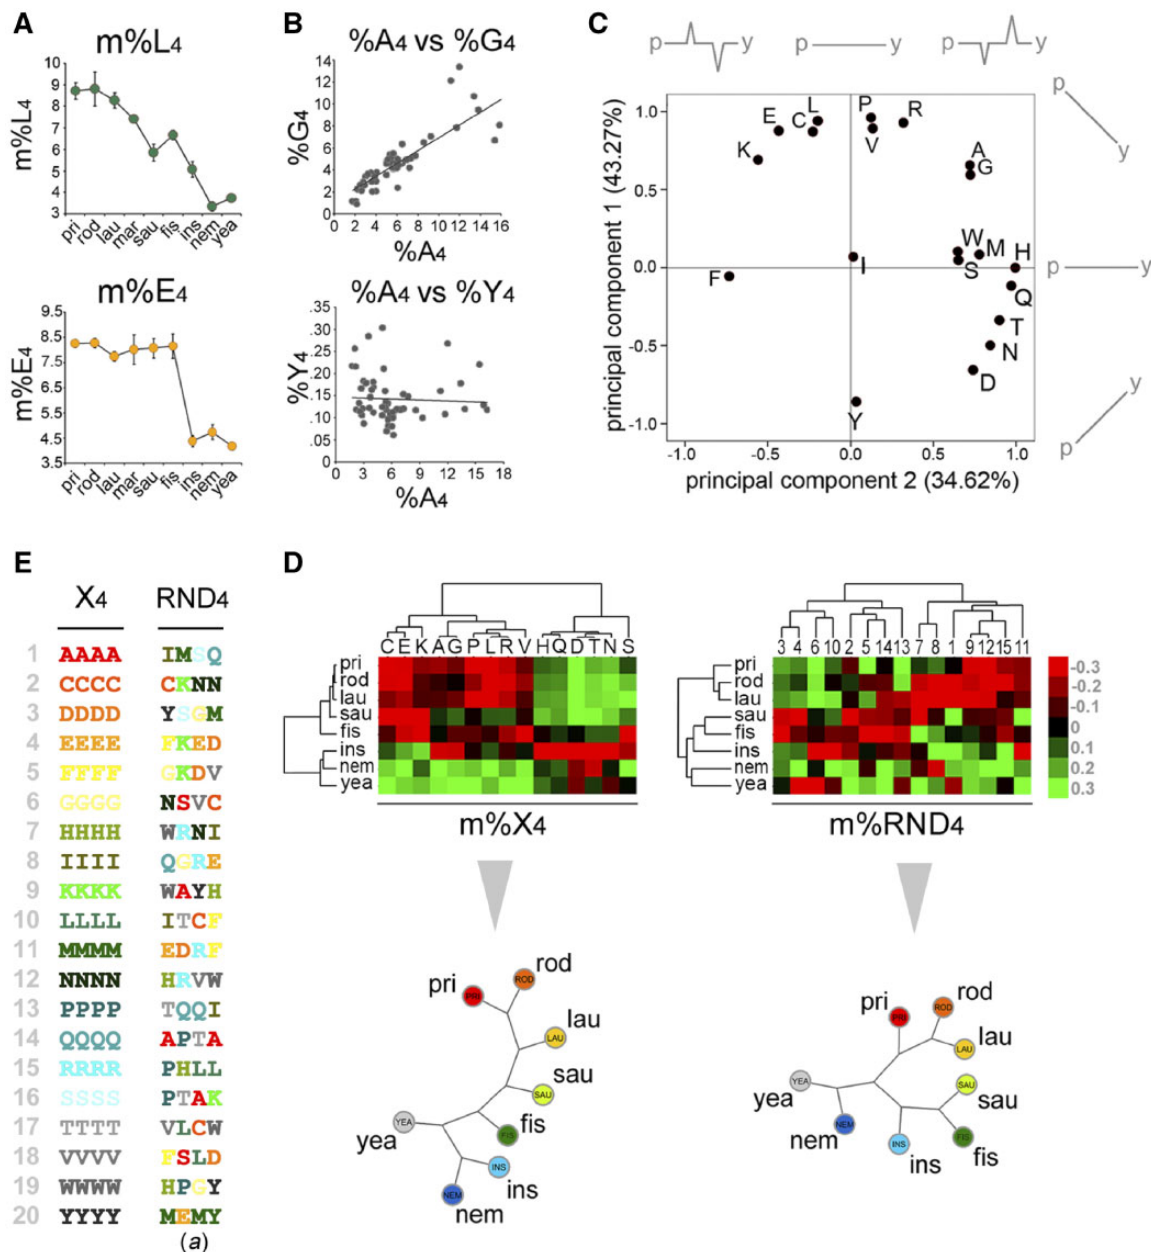 A
m%L4
m%L4
10
9
8
7
6
5
4
3
pri rod lau mar sau fis ins nem yea
m%E4
m%E4
9.5
8.5
7.5
6.5
5.5
4.5
3.5
pri rod lau mar sau fis ins nem yea
B
%A4 vs %G4
%G4
14
12
10
8
6
4
2
0
0 2 4 6 8 10 12 14 16
%A4
%A4 vs %Y4
%Y4
.35
.30
.25
.20
.15
.10
.05
0
0 3 6 9 12 15 18
%A4
C
p y p y p y
p y
p y
p y
principal component 1 (43.27%)
1.0
0.5
0.0
-0.5
-1.0
K E C L P V R
A G
W S M H
F I Q
T
N
D
Y
-1.0 -0.5 0.0 0.5 1.0
principal component 2 (34.62%)
E
X4 RND4
1 AAAA IMSQ
2 CCCC CKNN
3 DDDD YSGM
4 EEEE FKED
5 FFFF GKDV
6 GGGG NSVC
7 HHHH WRNI
8 IIII QGRE
9 KKKK WAYH
10 LLLL ITCF
11 MMMM EDRF
12 NNNN HRVW
13 PPPP TQQI
14 QQQQ APTA
15 RRRR PHLL
16 SSSS PTAK
17 TTTT VLCW
18 VVVV FSLD
19 WWWW HPGY
20 YYYY MEMY
(a)
D
C E K A G P L R V H Q D T N S
pri
rod
lau
sau
fis
ins
nem
yea
m%X4
3 4 6 10 2 5 14 13 7 8 1 9 12 15 11
pri
rod
lau
sau
fis
ins
nem
yea
m%RND4
-0.3
-0.2
-0.1
0
0.1
0.2
0.3
pri PRI
rod ROD
lau LAU
sau SAU
fis FIS
ins INS
nem NEM
yea YEA
pri PRI
rod ROD
lau LAU
sau SAU
fis FIS
ins INS
nem NEM
yea YEA